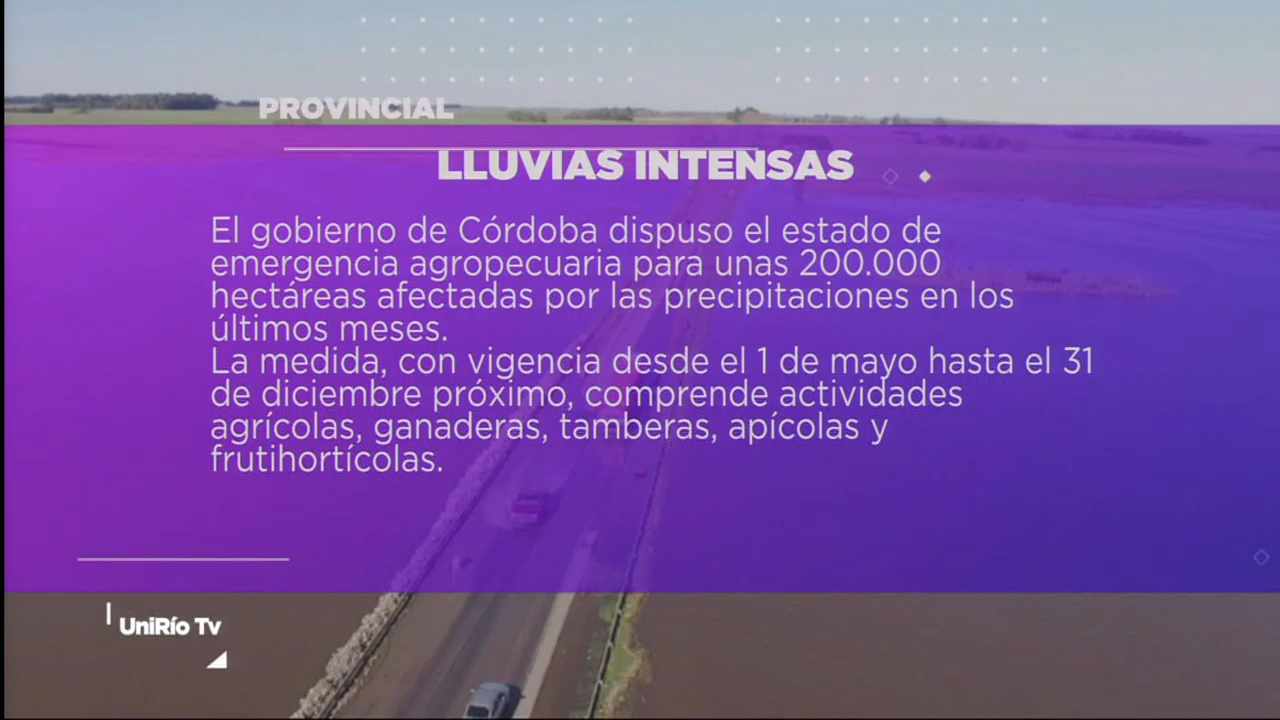 PROVINCIAL
LLUVIAS INTENSAS
El gobierno de Córdoba dispuso el estado de
emergencia agropecuaria para unas 200.000
hectáreas afectadas por las precipitaciones en los
últimos meses.
La medida, con vigencia desde el 1 de mayo hasta el 31
de diciembre próximo, comprende actividades
agrícolas, ganaderas, tamberas, apícolas y
frutihortícolas.
UniRío Tv